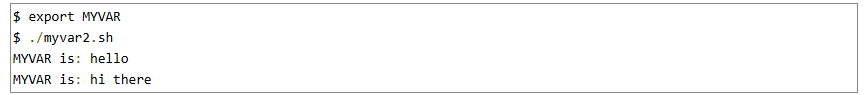 $ export MYVAR
$ ./myvar2.sh
MYVAR is: hello
MYVAR is: hi there